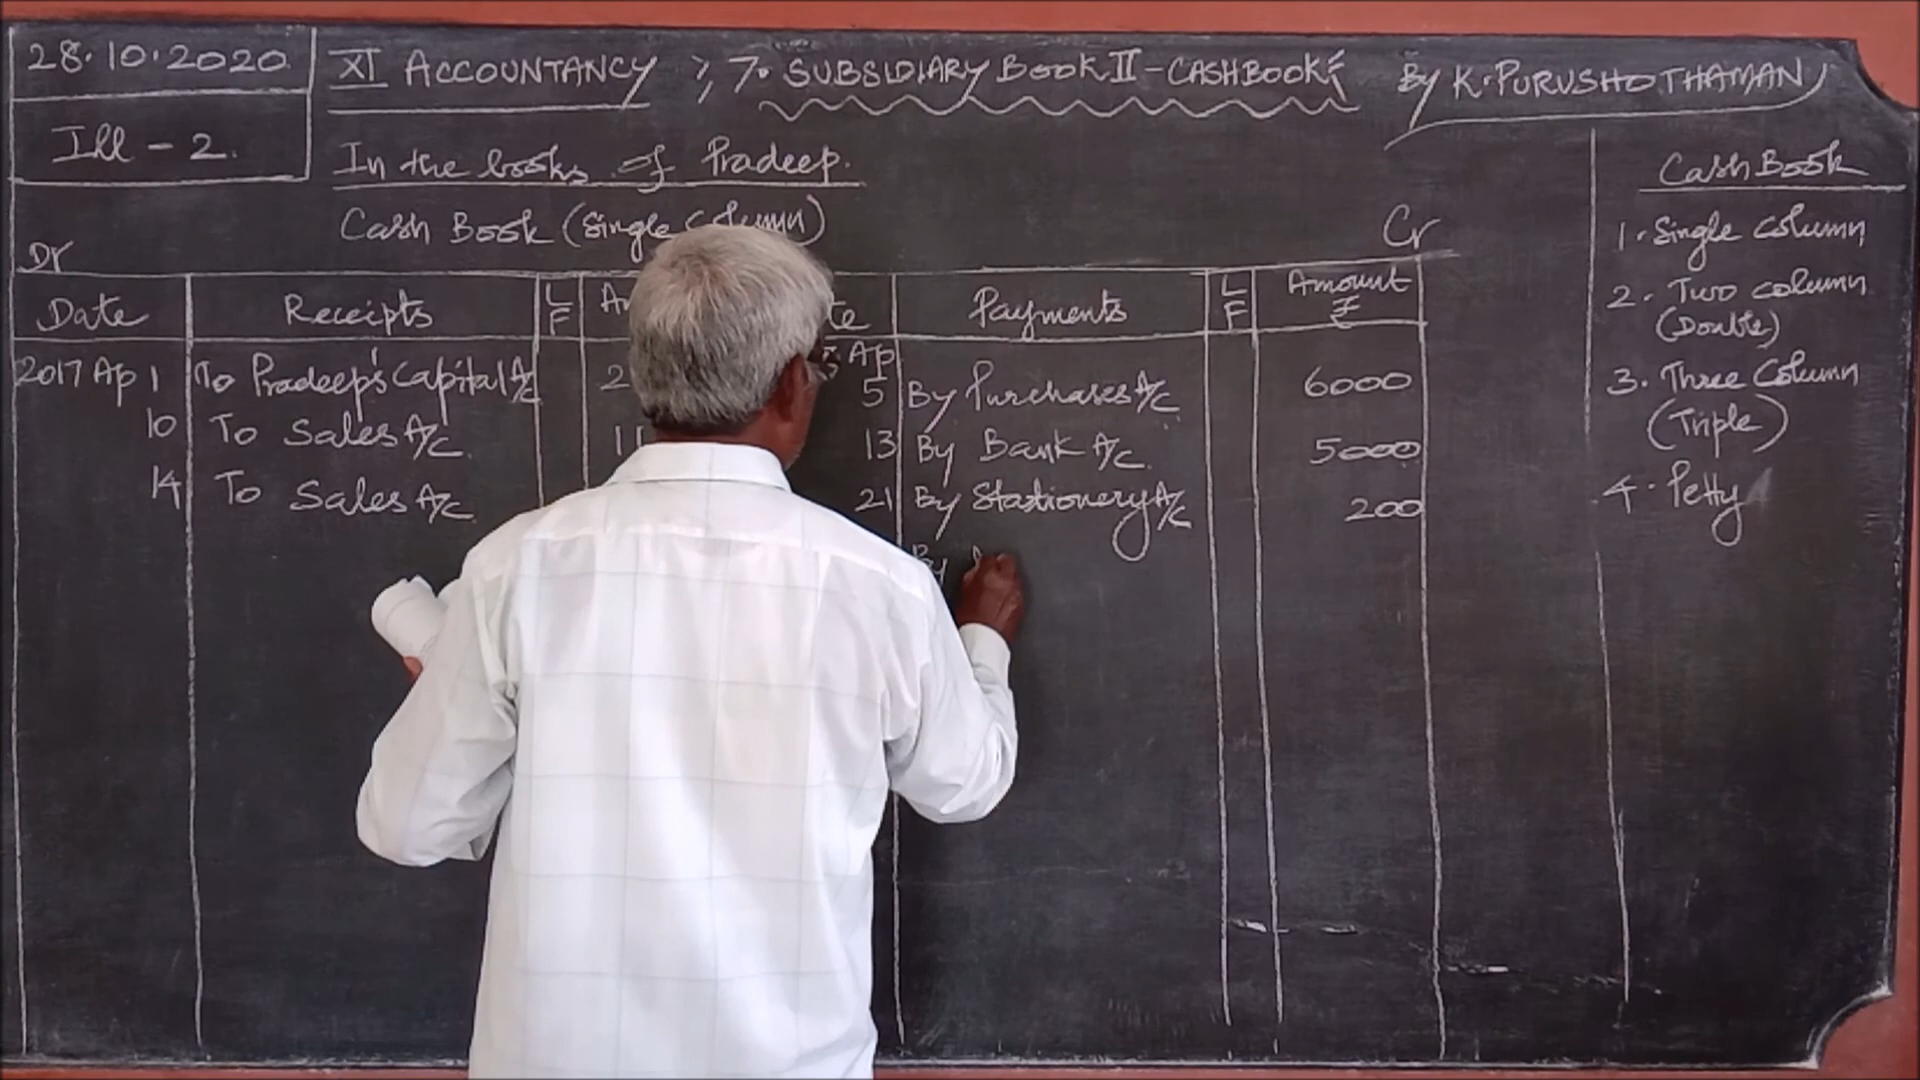 28.10.2020
Ill - 2.
XI ACCOUNTANCY ; 7. SUBSIDIARY BOOK II - CASHBOOK By K. PURUSHOTHAMAN
In the books of Pradeep.
Cash Book (Single Column)
Dr Cr
Date Receipts L F Payments L F Amount ₹
2017 Ap 1 To Pradeep's Capital A/c
10 To Sales A/c
14 To Sales A/c
Ap
5 By Purchases A/c 6000
13 By Bank A/c 5000
21 By Stationery A/c 200
By
Cash Book
1. Single Column
2. Two column
(Double)
3. Three Column
(Triple)
4. Petty